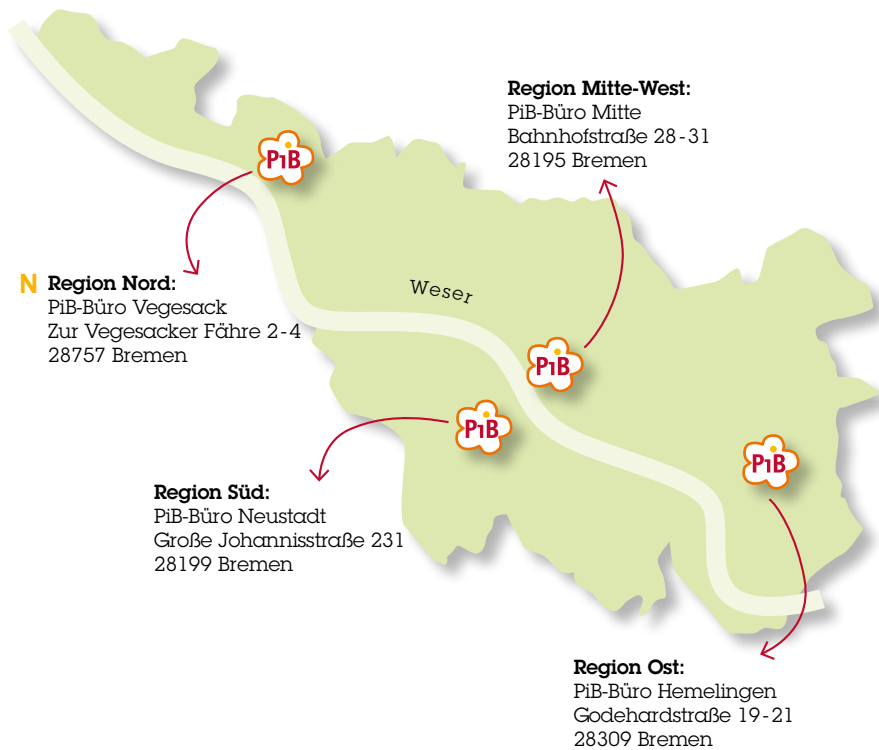 Region Mitte-West:
PiB-Büro Mitte
Bahnhofstraße 28-31
28195 Bremen
PiB
N Region Nord:
PiB-Büro Vegesack
Zur Vegesacker Fähre 2-4
28757 Bremen
Weser
PiB
PiB
PiB
Region Süd:
PiB-Büro Neustadt
Große Johannisstraße 231
28199 Bremen
Region Ost:
PiB-Büro Hemelingen
Godehardstraße 19-21
28309 Bremen